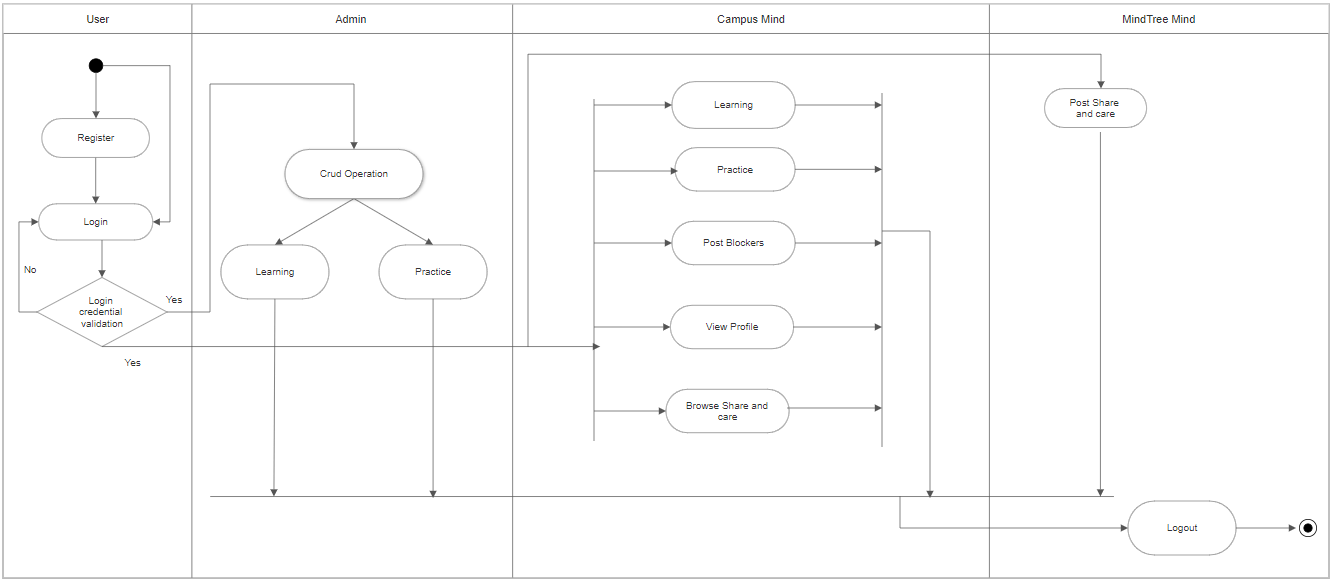 User
Admin
Campus Mind
MindTree Mind
Register
Login
No
Login
credential
validation
Yes
Yes
Crud Operation
Learning
Practice
Learning
Practice
Post Blockers
View Profile
Browse Share and
care
Post Share
and care
Logout